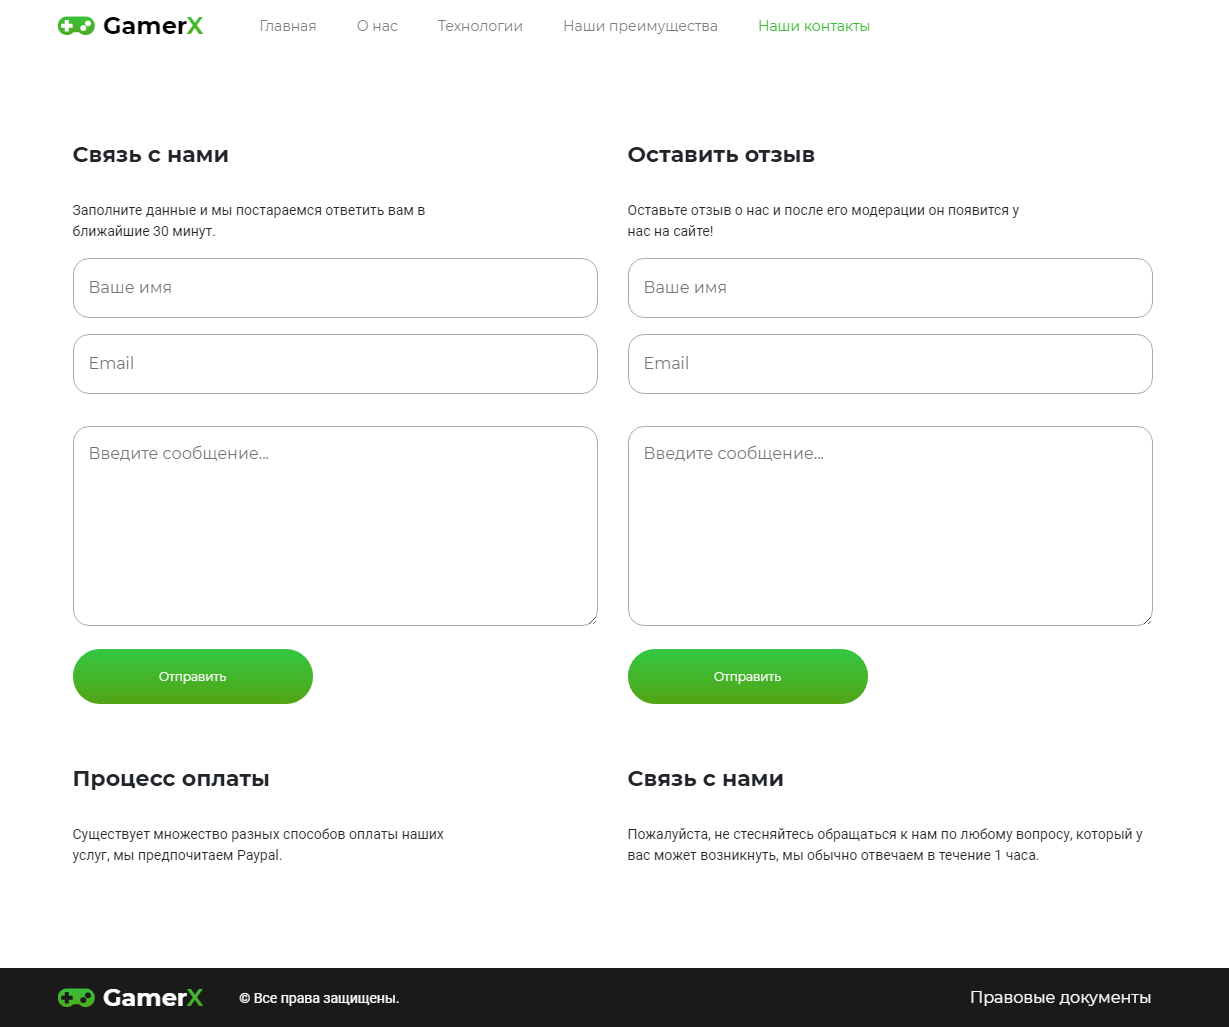 GamerX
Главная
О нас
Технологии
Наши преимущества
Наши контакты
Связь с нами
Заполните данные и мы постараемся ответить вам в
ближайшие 30 минут.
Ваше имя
Email
Введите сообщение...
Отправить
Оставить отзыв
Оставьте отзыв о нас и после его модерации он появится у
нас на сайте!
Ваше имя
Email
Введите сообщение...
Отправить
Процесс оплаты
Существует множество разных способов оплаты наших
услуг, мы предпочитаем Paypal.
Связь с нами
Пожалуйста, не стесняйтесь обращаться к нам по любому вопросу, который у
вас может возникнуть, мы обычно отвечаем в течение 1 часа.
GamerX
© Все права защищены.
Правовые документы